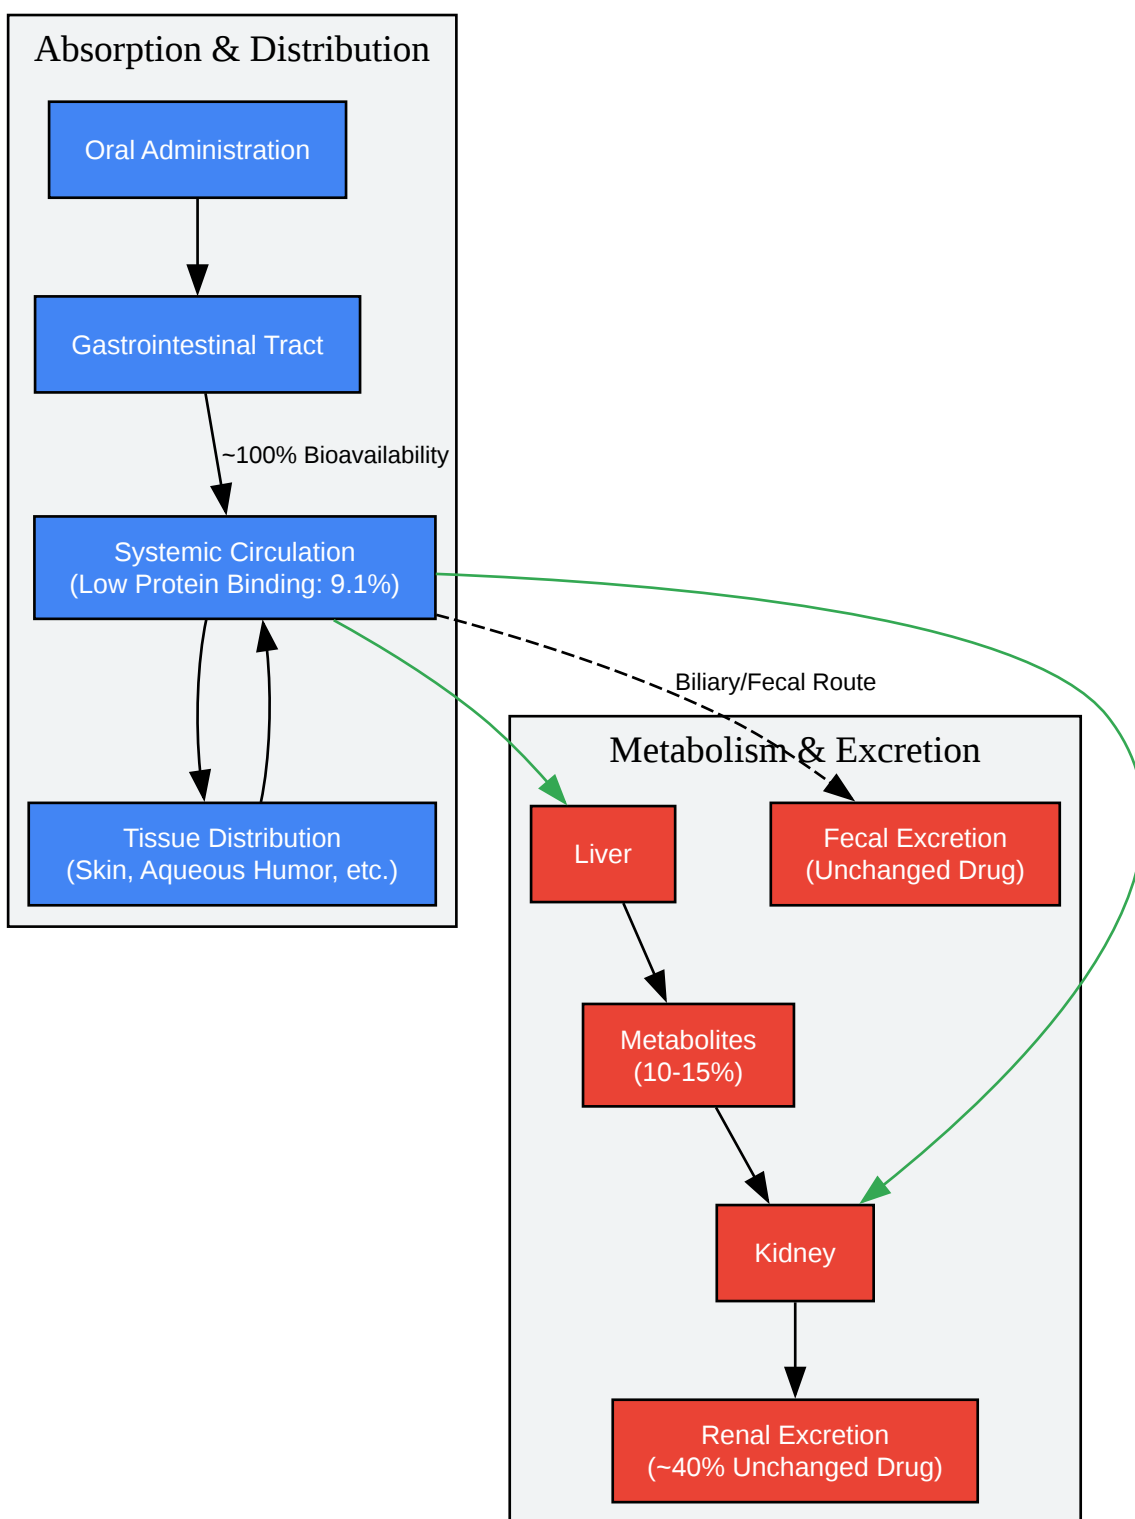 Absorption & Distribution
Oral Administration
Gastrointestinal Tract
~100% Bioavailability
Systemic Circulation
(Low Protein Binding: 9.1%)
Biliary/Fecal Route
Metabolism & Excretion
Tissue Distribution
(Skin, Aqueous Humor, etc.)
Liver
Fecal Excretion
(Unchanged Drug)
Metabolites
(10-15%)
Kidney
Renal Excretion
(~40% Unchanged Drug)